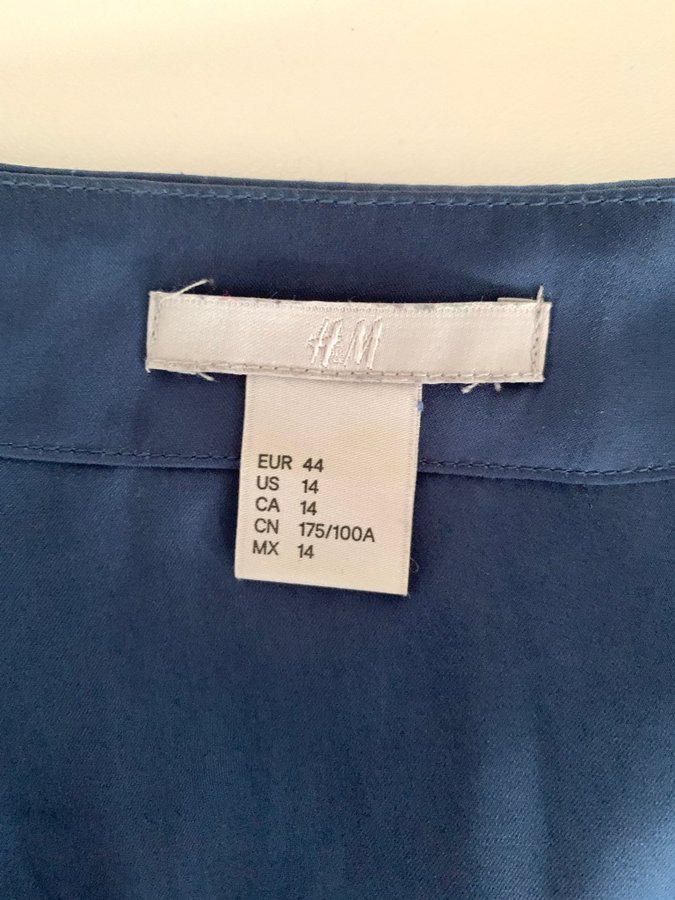 H&M
EUR 44
US 14
CA 14
CN 175/100A
MX 14